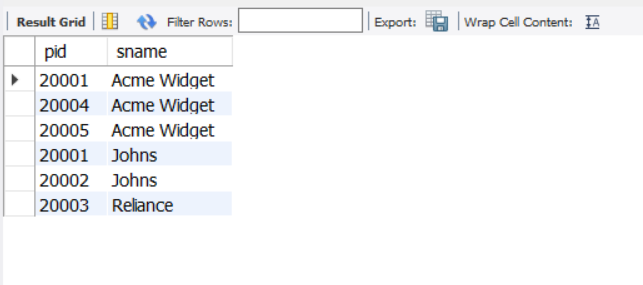 Result Grid Filter Rows: Export: Wrap Cell Content:
pid sname
20001 Acme Widget
20004 Acme Widget
20005 Acme Widget
20001 Johns
20002 Johns
20003 Reliance